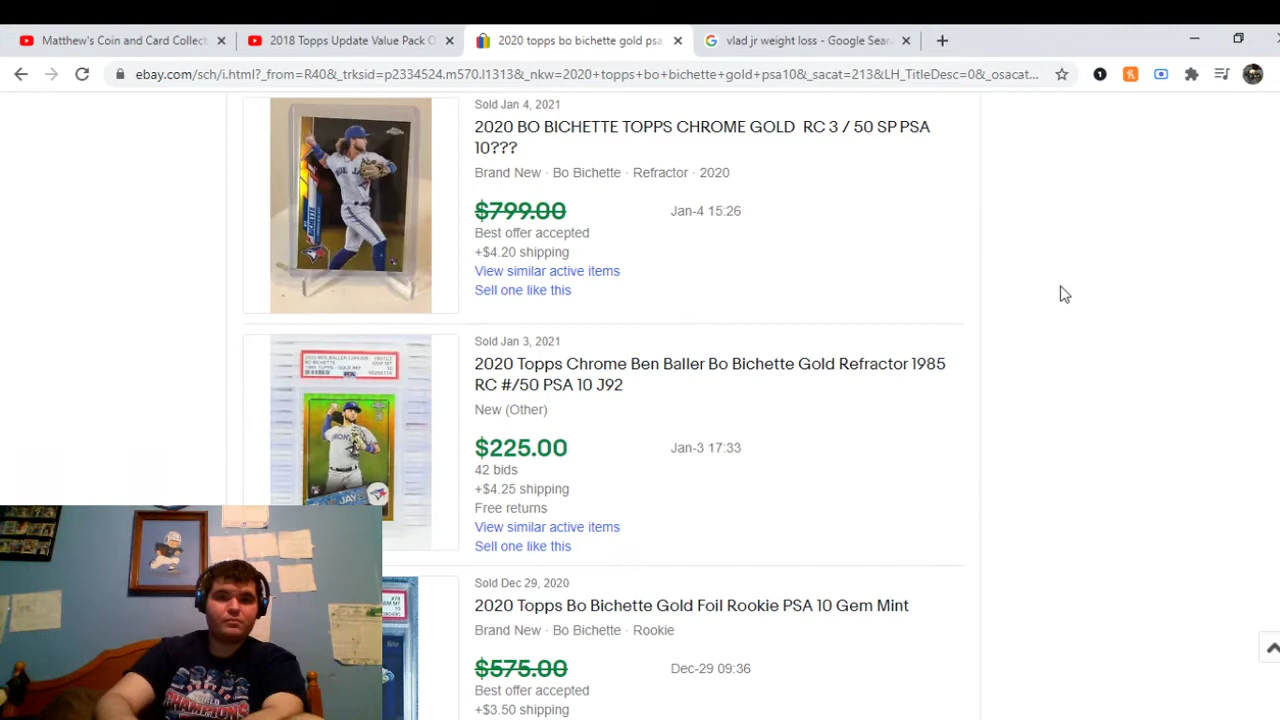 Matthew's Coin and Card Collect
2018 Topps Update Value Pack O
2020 topps bo bichette gold psa
vlad jr weight loss - Google Sear
ebay.com/sch/i.html?_from=R40&_trksid=p2334524.m570.l1313&_nkw=2020+topps+bo+bichette+gold+psa10&_sacat=213&LH_TitleDesc=0&_osacat...
Sold Jan 4, 2021
2020 BO BICHETTE TOPPS CHROME GOLD RC 3 / 50 SP PSA
10???
Brand New · Bo Bichette · Refractor · 2020
$799.00 Jan-4 15:26
Best offer accepted
+$4.20 shipping
View similar active items
Sell one like this
Sold Jan 3, 2021
2020 Topps Chrome Ben Baller Bo Bichette Gold Refractor 1985
RC #/50 PSA 10 J92
New (Other)
$225.00 Jan-3 17:33
42 bids
+$4.25 shipping
Free returns
View similar active items
Sell one like this
Sold Dec 29, 2020
2020 Topps Bo Bichette Gold Foil Rookie PSA 10 Gem Mint
Brand New · Bo Bichette · Rookie
$575.00 Dec-29 09:36
Best offer accepted
+$3.50 shipping
CHAMPIONS